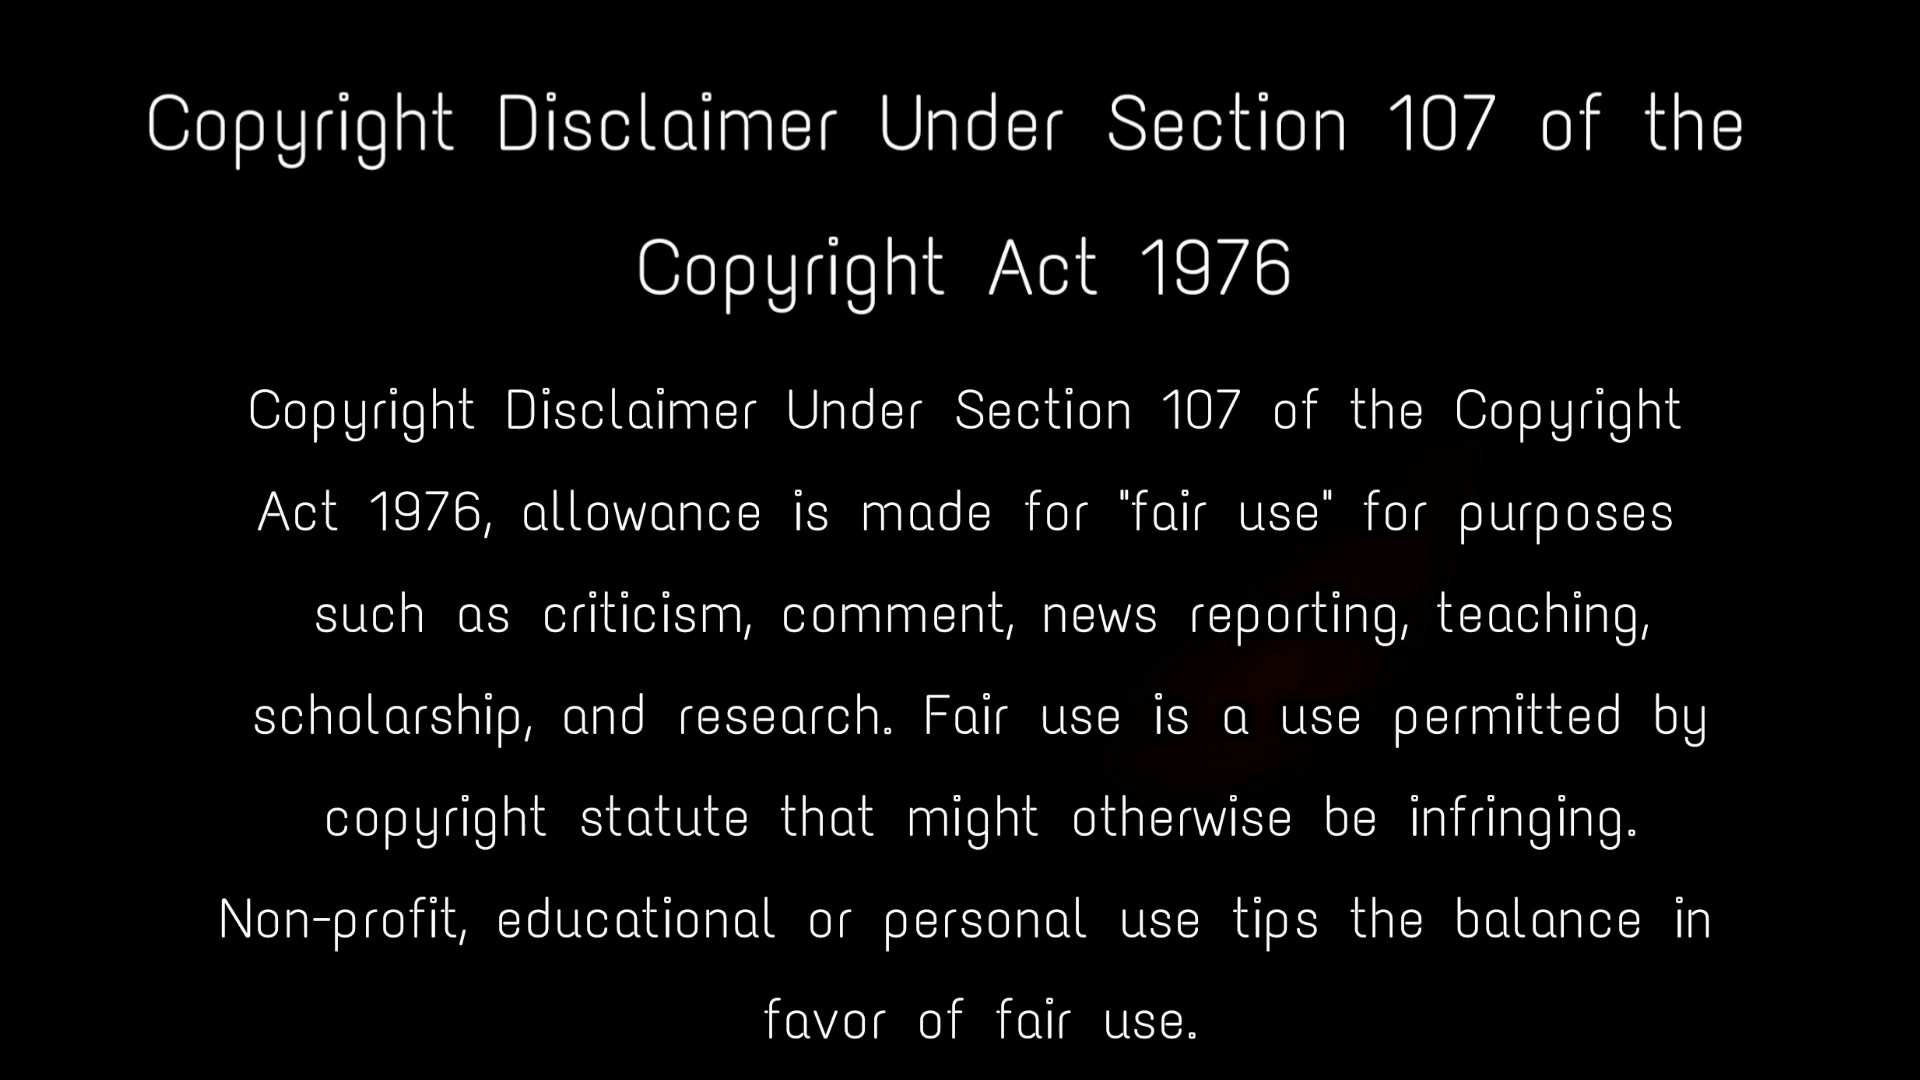 Copyright Disclaimer Under Section 107 of the
Copyright Act 1976
Copyright Disclaimer Under Section 107 of the Copyright
Act 1976, allowance is made for "fair use" for purposes
such as criticism, comment, news reporting, teaching,
scholarship, and research. Fair use is a use permitted by
copyright statute that might otherwise be infringing.
Non-profit, educational or personal use tips the balance in
favor of fair use.